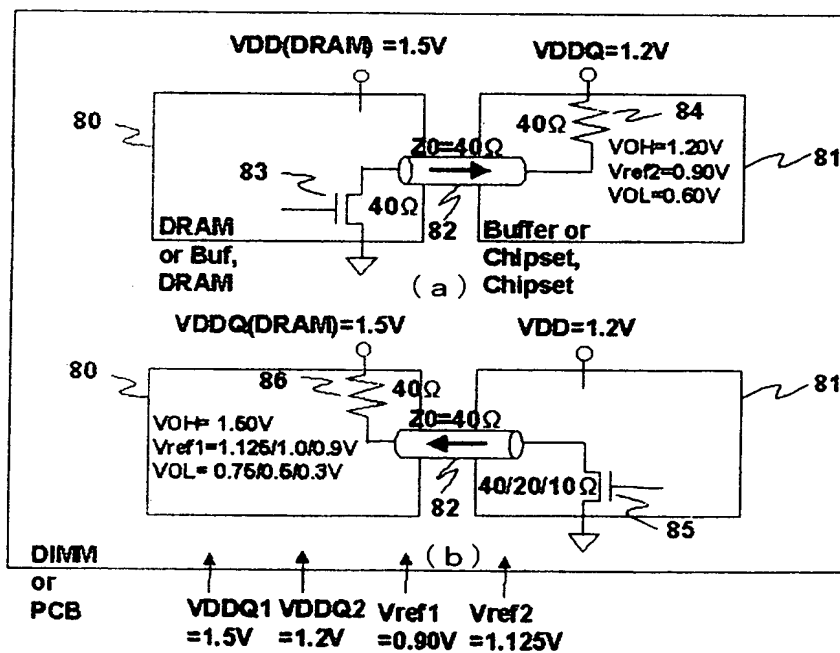 VDD(DRAM) =1.5V
VDDQ=1.2V
80
84
40Ω
Z0=40Ω
VOH=1.20V
Vref2=0.90V
VOL=0.60V
81
83
40Ω
82
DRAM
or Buf,
DRAM
Buffer or
Chipset,
Chipset
(a)
VDDQ(DRAM)=1.5V
VDD=1.2V
80
86
40Ω
81
Z0=40Ω
VOH= 1.50V
Vref1=1.125/1.0/0.9V
VOL= 0.75/0.5/0.3V
82
40/20/10Ω
85
(b)
DIMM
or
PCB
VDDQ1
=1.5V
VDDQ2
=1.2V
Vref1
=0.90V
Vref2
=1.125V